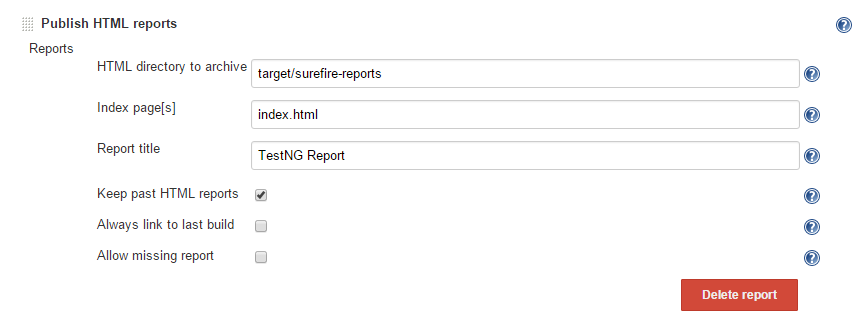 Publish HTML reports
Reports
HTML directory to archive target/surefire-reports
Index page[s] index.html
Report title TestNG Report
Keep past HTML reports
Always link to last build
Allow missing report
Delete report